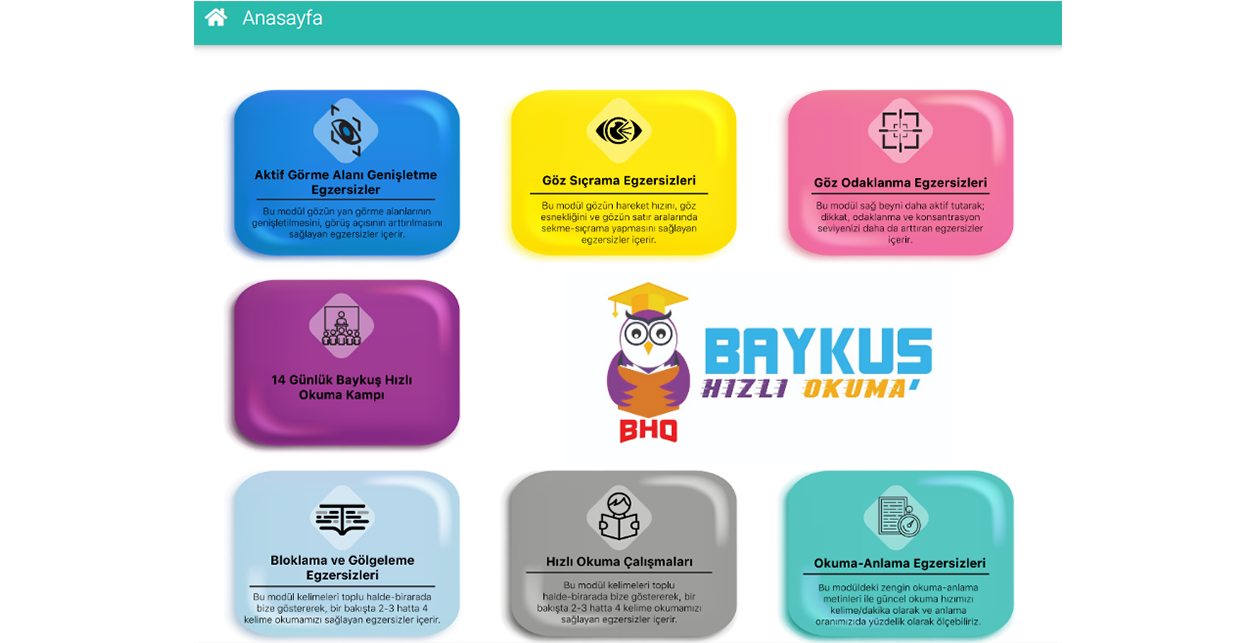 Anasayfa
Aktif Görme Alanı Genişletme
Egzersizler
Bu modül gözün yan görme alanlarının
genişletilmesini, görüş açısının arttırılmasını
sağlayan egzersizler içerir.
Göz Sıçrama Egzersizleri
Bu modül gözün hareket hızını, göz
esnekliğini ve gözün satır aralarında
sekme-sıçrama yapmasını sağlayan
egzersizler içerir.
Göz Odaklanma Egzersizleri
Bu modül sağ beyni daha aktif tutarak;
dikkat, odaklanma ve konsantrasyon
seviyenizi daha da arttıran egzersizler
içerir.
14 Günlük Baykuş Hızlı
Okuma Kampı
BAYKUS
HIZLI OKUMA'
BHO
Bloklama ve Gölgeleme
Egzersizleri
Bu modül kelimeleri toplu halde-birarada
bize göstererek, bir bakışta 2-3 hatta 4
kelime okumamızı sağlayan egzersizler içerir.
Hızlı Okuma Çalışmaları
Bu modül kelimeleri toplu
halde-birarada bize göstererek, bir
bakışta 2-3 hatta 4 kelime okumamızı
sağlayan egzersizler içerir.
Okuma-Anlama Egzersizleri
Bu modüldeki zengin okuma-anlama
metinleri ile güncel okuma hızımızı
kelime/dakika olarak ve anlama
oranımızıda yüzdelik olarak ölçebiliriz.